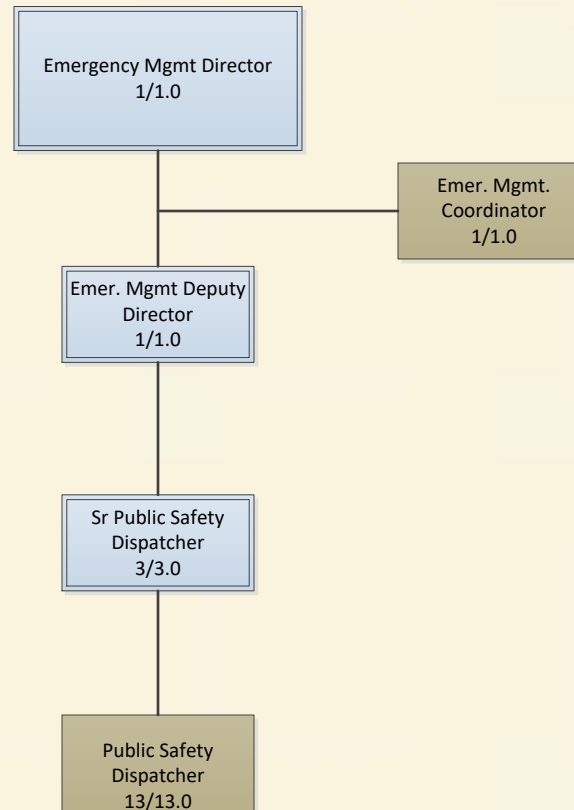 Emergency Mgmt Director
1/1.0
Emer. Mgmt.
Coordinator
1/1.0
Emer. Mgmt Deputy
Director
1/1.0
Sr Public Safety
Dispatcher
3/3.0
Public Safety
Dispatcher
13/13.0